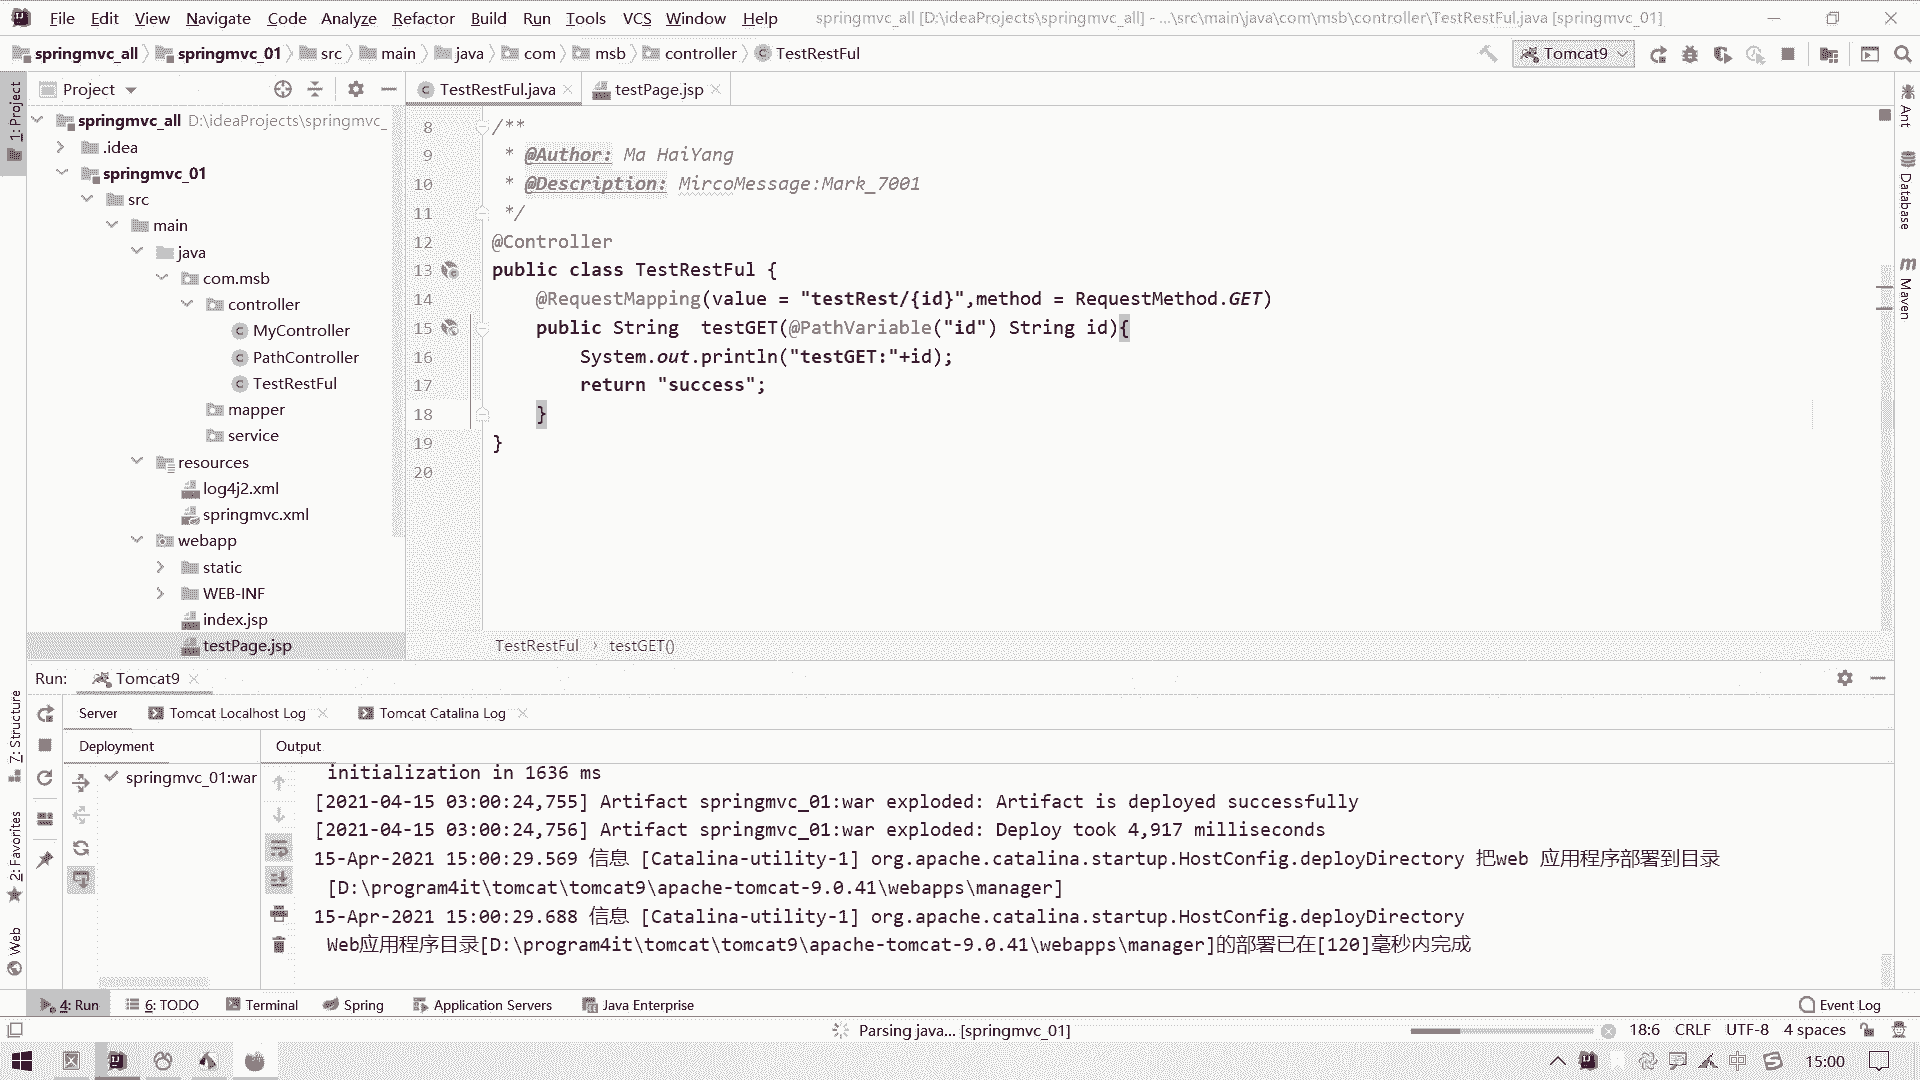 File Edit View Navigate Code Analyze Refactor Build Run Tools VCS Window Help springmvc_all [D:\ideaProjects\springmvc_all] - ...\src\main\java\com\msb\controller\TestRestFul.java [springmvc_01]
springmvc_all springmvc_01 src main java com msb controller TestRestFul Tomcat9
Project TestRestFul.java testPage.jsp
1: Project
springmvc_all D:\ideaProjects\springmvc_
.idea
springmvc_01
src
main
java
com.msb
controller
MyController
PathController
TestRestFul
mapper
service
resources
log4j2.xml
springmvc.xml
webapp
static
WEB-INF
index.jsp
testPage.jsp
8 /**
9 * @Author: Ma HaiYang
10 * @Description: MircoMessage:Mark_7001
11 */
12 @Controller
13 public class TestRestFul {
14 @RequestMapping(value = "testRest/{id}",method = RequestMethod.GET)
15 public String  testGET(@PathVariable("id") String id){
16 System.out.println("testGET:"+id);
17 return "success";
18 }
19 }
20
TestRestFul › testGET()
Ant
Database
Maven
Run: Tomcat9
Server Tomcat Localhost Log Tomcat Catalina Log
Deployment Output
springmvc_01:war
initialization in 1636 ms
[2021-04-15 03:00:24,755] Artifact springmvc_01:war exploded: Artifact is deployed successfully
[2021-04-15 03:00:24,756] Artifact springmvc_01:war exploded: Deploy took 4,917 milliseconds
15-Apr-2021 15:00:29.569 信息 [Catalina-utility-1] org.apache.catalina.startup.HostConfig.deployDirectory 把web 应用程序部署到目录
[D:\program4it\tomcat\tomcat9\apache-tomcat-9.0.41\webapps\manager]
15-Apr-2021 15:00:29.688 信息 [Catalina-utility-1] org.apache.catalina.startup.HostConfig.deployDirectory
Web应用程序目录[D:\program4it\tomcat\tomcat9\apache-tomcat-9.0.41\webapps\manager]的部署已在[120]毫秒内完成
7: Structure
2: Favorites
Web
4: Run 6: TODO Terminal Spring Application Servers Java Enterprise Event Log
Parsing java... [springmvc_01] 18:6 CRLF UTF-8 4 spaces
中 15:00